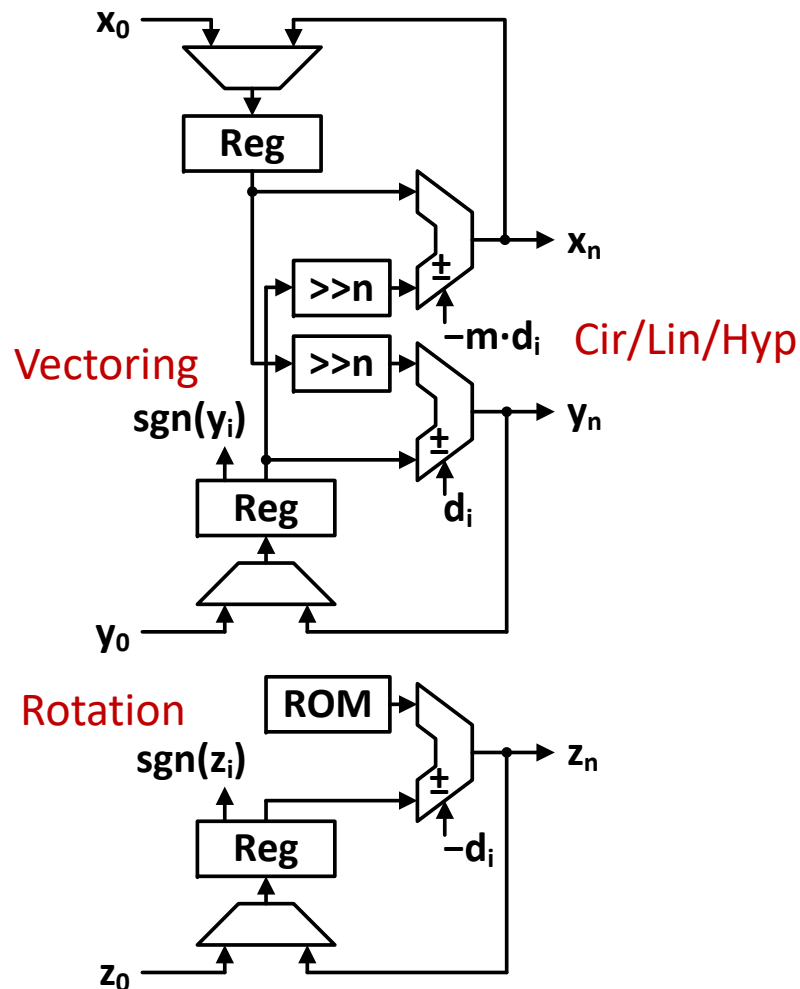 x₀
Reg
±
xₙ
>>n
−m·dᵢ
Cir/Lin/Hyp
Vectoring
>>n
sgn(yᵢ)
±
yₙ
Reg
dᵢ
y₀
Rotation
ROM
sgn(zᵢ)
±
zₙ
Reg
−dᵢ
z₀